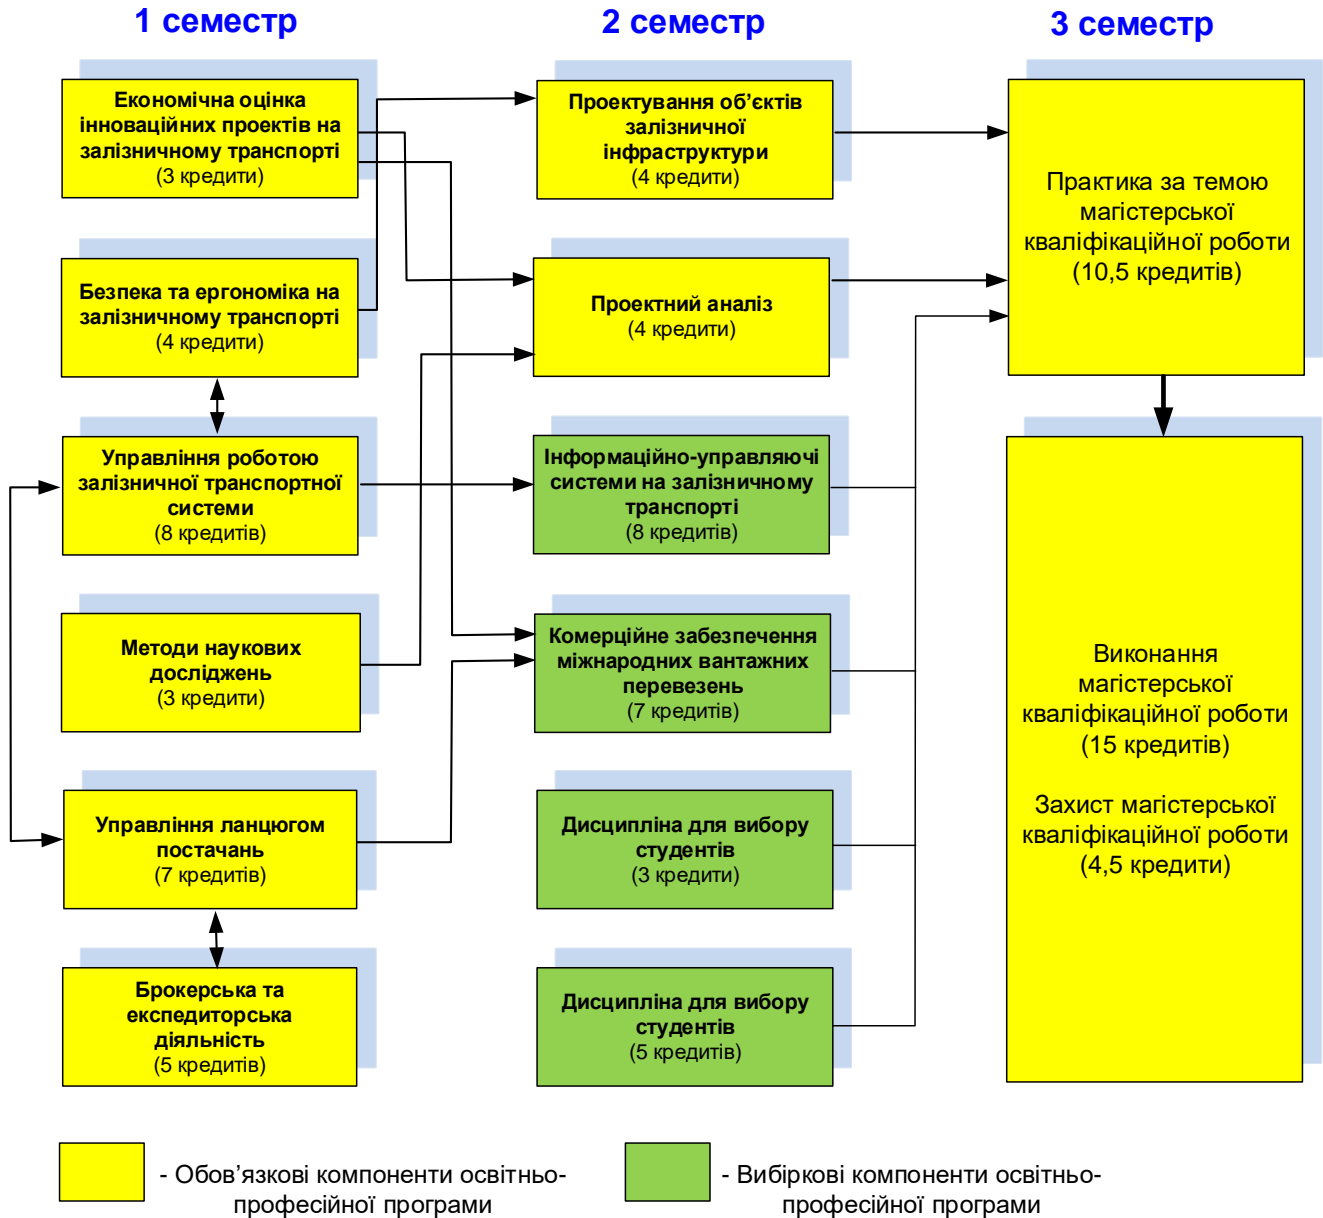 1 семестр
2 семестр
3 семестр
Економічна оцінка
інноваційних проектів на
залізничному транспорті
(3 кредити)
Безпека та ергономіка на
залізничному транспорті
(4 кредити)
Управління роботою
залізничної транспортної
системи
(8 кредитів)
Методи наукових
досліджень
(3 кредити)
Управління ланцюгом
постачань
(7 кредитів)
Брокерська та
експедиторська
діяльність
(5 кредитів)
Проектування об’єктів
залізничної
інфраструктури
(4 кредити)
Проектний аналіз
(4 кредити)
Інформаційно-управляючі
системи на залізничному
транспорті
(8 кредитів)
Комерційне забезпечення
міжнародних вантажних
перевезень
(7 кредитів)
Дисципліна для вибору
студентів
(3 кредити)
Дисципліна для вибору
студентів
(5 кредитів)
Практика за темою
магістерської
кваліфікаційної роботи
(10,5 кредитів)
Виконання
магістерської
кваліфікаційної роботи
(15 кредитів)
Захист магістерської
кваліфікаційної роботи
(4,5 кредити)
- Обов’язкові компоненти освітньо-
професійної програми
- Вибіркові компоненти освітньо-
професійної програми